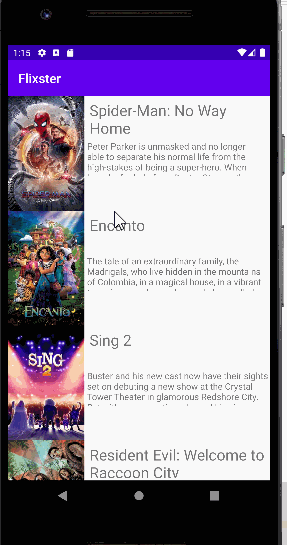 1:15
Flixster
Spider-Man: No Way
Home
Peter Parker is unmasked and no longer
able to separate his normal life from the
high-stakes of being a super-hero. When
Encanto
The tale of an extraordinary family, the
Madrigals, who live hidden in the mountains
of Colombia, in a magical house, in a vibrant
ENCANTO
Sing 2
SING
2
Buster and his new cast now have their sights
set on debuting a new show at the Crystal
Tower Theater in glamorous Redshore City.
Resident Evil: Welcome to
Raccoon City